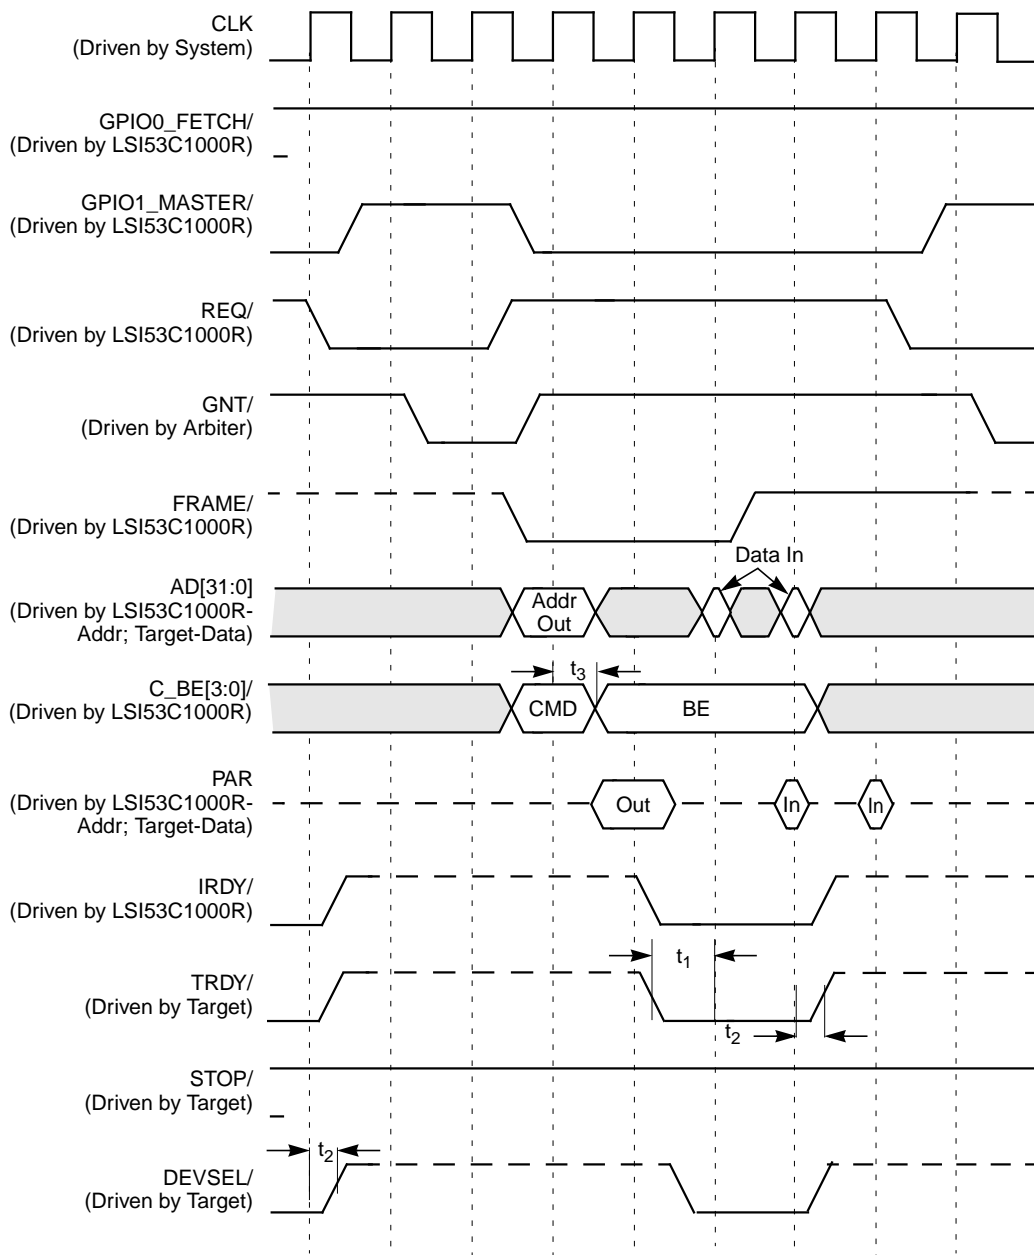 CLK
(Driven by System)
GPIO0_FETCH/
(Driven by LSI53C1000R)
GPIO1_MASTER/
(Driven by LSI53C1000R)
REQ/
(Driven by LSI53C1000R)
GNT/
(Driven by Arbiter)
FRAME/
(Driven by LSI53C1000R)
Data In
AD[31:0]
(Driven by LSI53C1000R-
Addr; Target-Data)
Addr
Out
t3
C_BE[3:0]/
(Driven by LSI53C1000R)
CMD
BE
PAR
(Driven by LSI53C1000R-
Addr; Target-Data)
Out
In
In
IRDY/
(Driven by LSI53C1000R)
t1
TRDY/
(Driven by Target)
t2
STOP/
(Driven by Target)
t2
DEVSEL/
(Driven by Target)